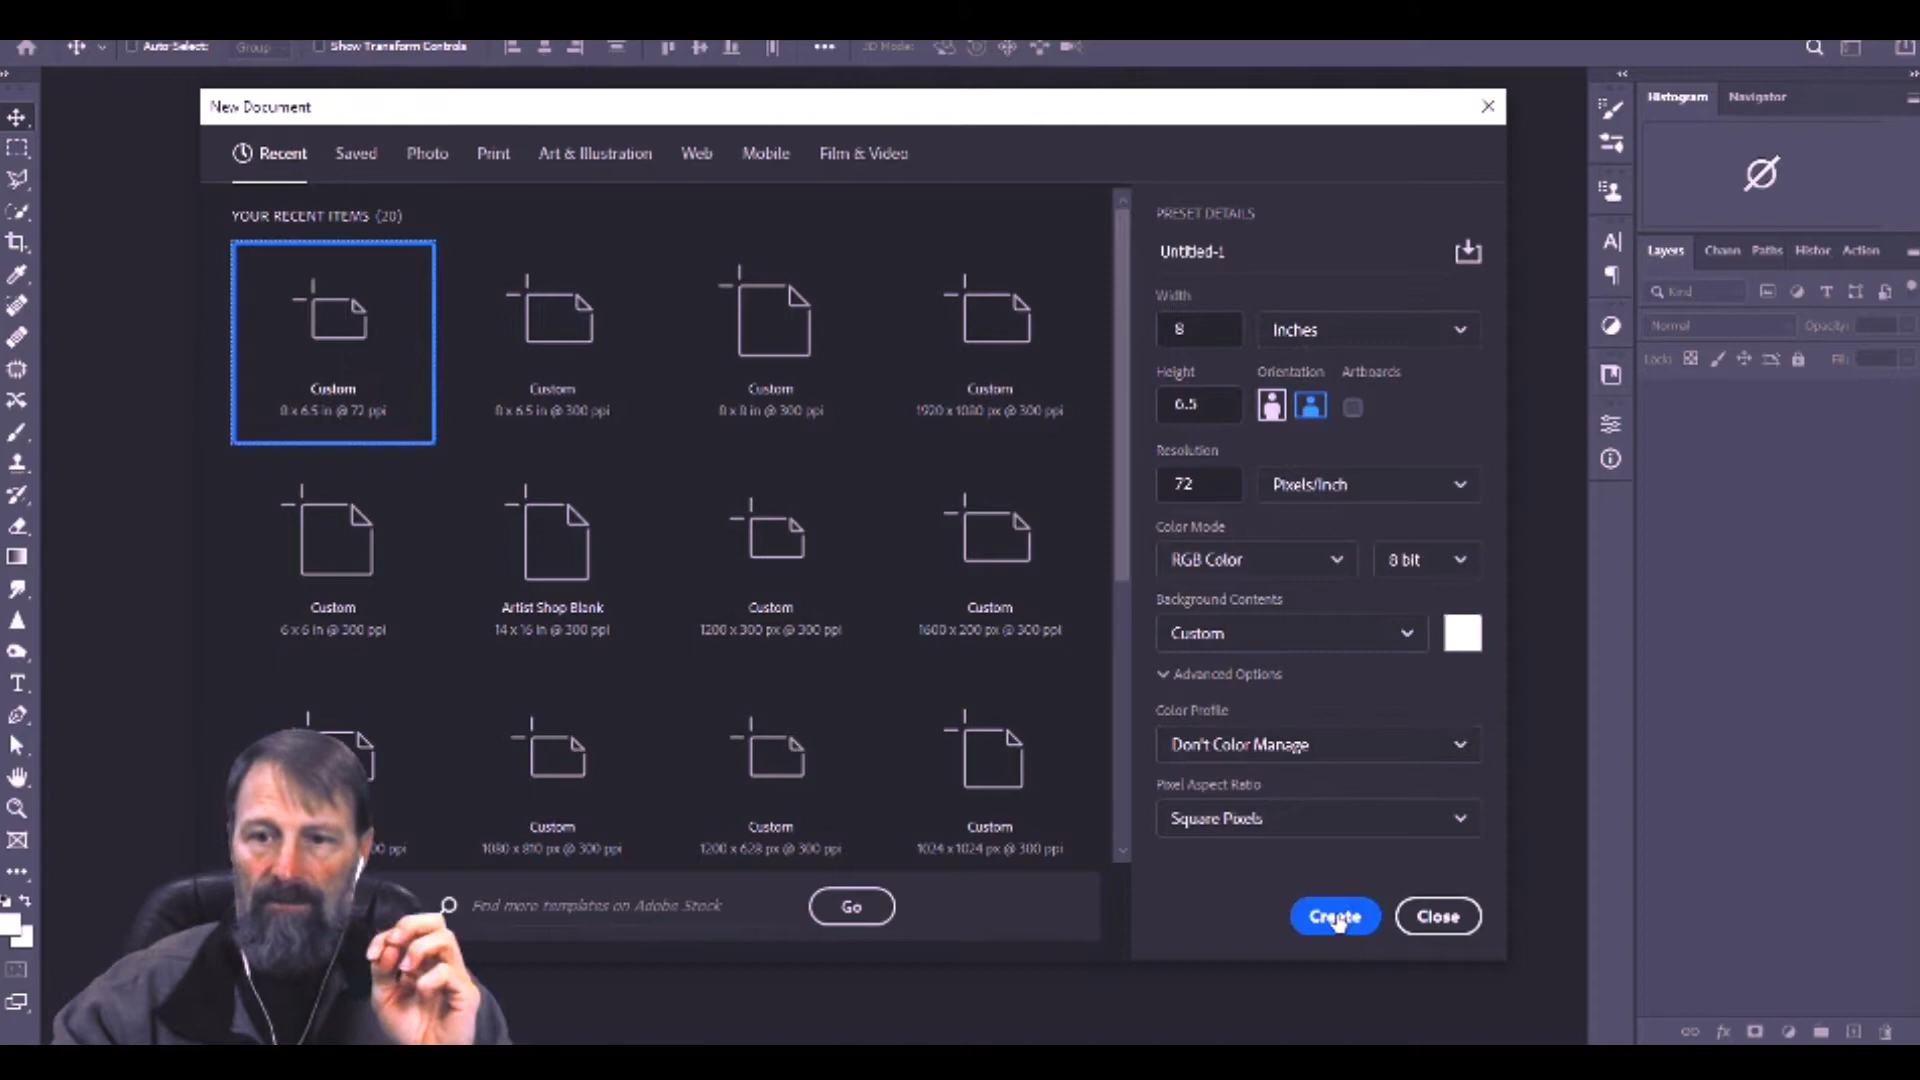 Auto Select: Group Show Transform Controls 3D Mode:
New Document
Recent Saved Photo Print Art & Illustration Web Mobile Film & Video
YOUR RECENT ITEMS (20)
Custom
8 x 6.5 in @ 72 ppi
Custom
8 x 6.5 in @ 300 ppi
Custom
8 x 8 in @ 300 ppi
Custom
1920 x 1080 px @ 300 ppi
Custom
6 x 6 in @ 300 ppi
Artist Shop Blank
14 x 16 in @ 300 ppi
Custom
1200 x 300 px @ 300 ppi
Custom
1600 x 200 px @ 300 ppi
00 ppi
Custom
1080 x 810 px @ 300 ppi
Custom
1200 x 628 px @ 300 ppi
Custom
1024 x 1024 px @ 300 ppi
Find more templates on Adobe Stock
Go
PRESET DETAILS
Untitled-1
Width
8 Inches
Height Orientation Artboards
6.5
Resolution
72 Pixels/Inch
Color Mode
RGB Color 8 bit
Background Contents
Custom
Advanced Options
Color Profile
Don't Color Manage
Pixel Aspect Ratio
Square Pixels
Create Close
Histogram Navigator
Layers Chann Paths Histor Action
Kind
Normal Opacity:
Lock: Fill: